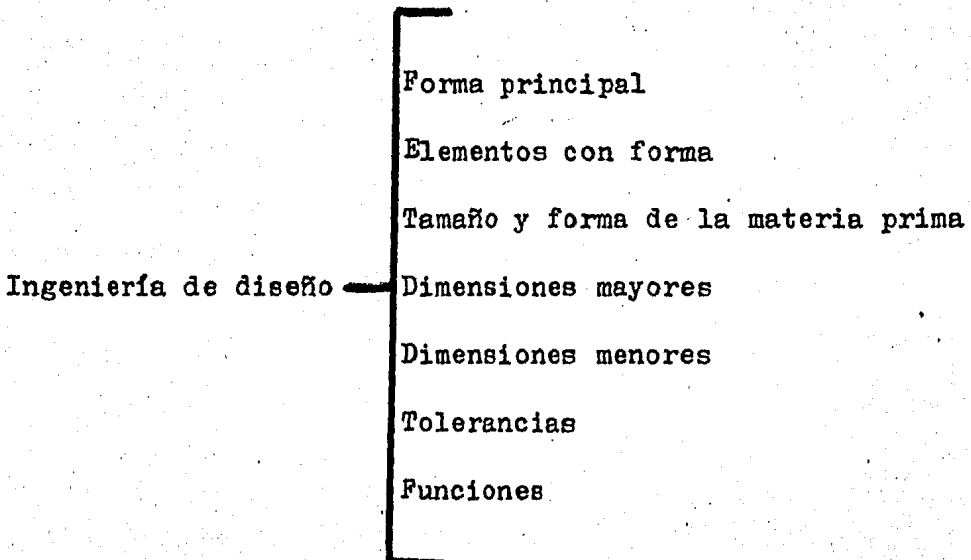 Forma principal
Elementos con forma
Tamaño y forma de la materia prima
Ingeniería de diseño
Dimensiones mayores
Dimensiones menores
Tolerancias
Funciones